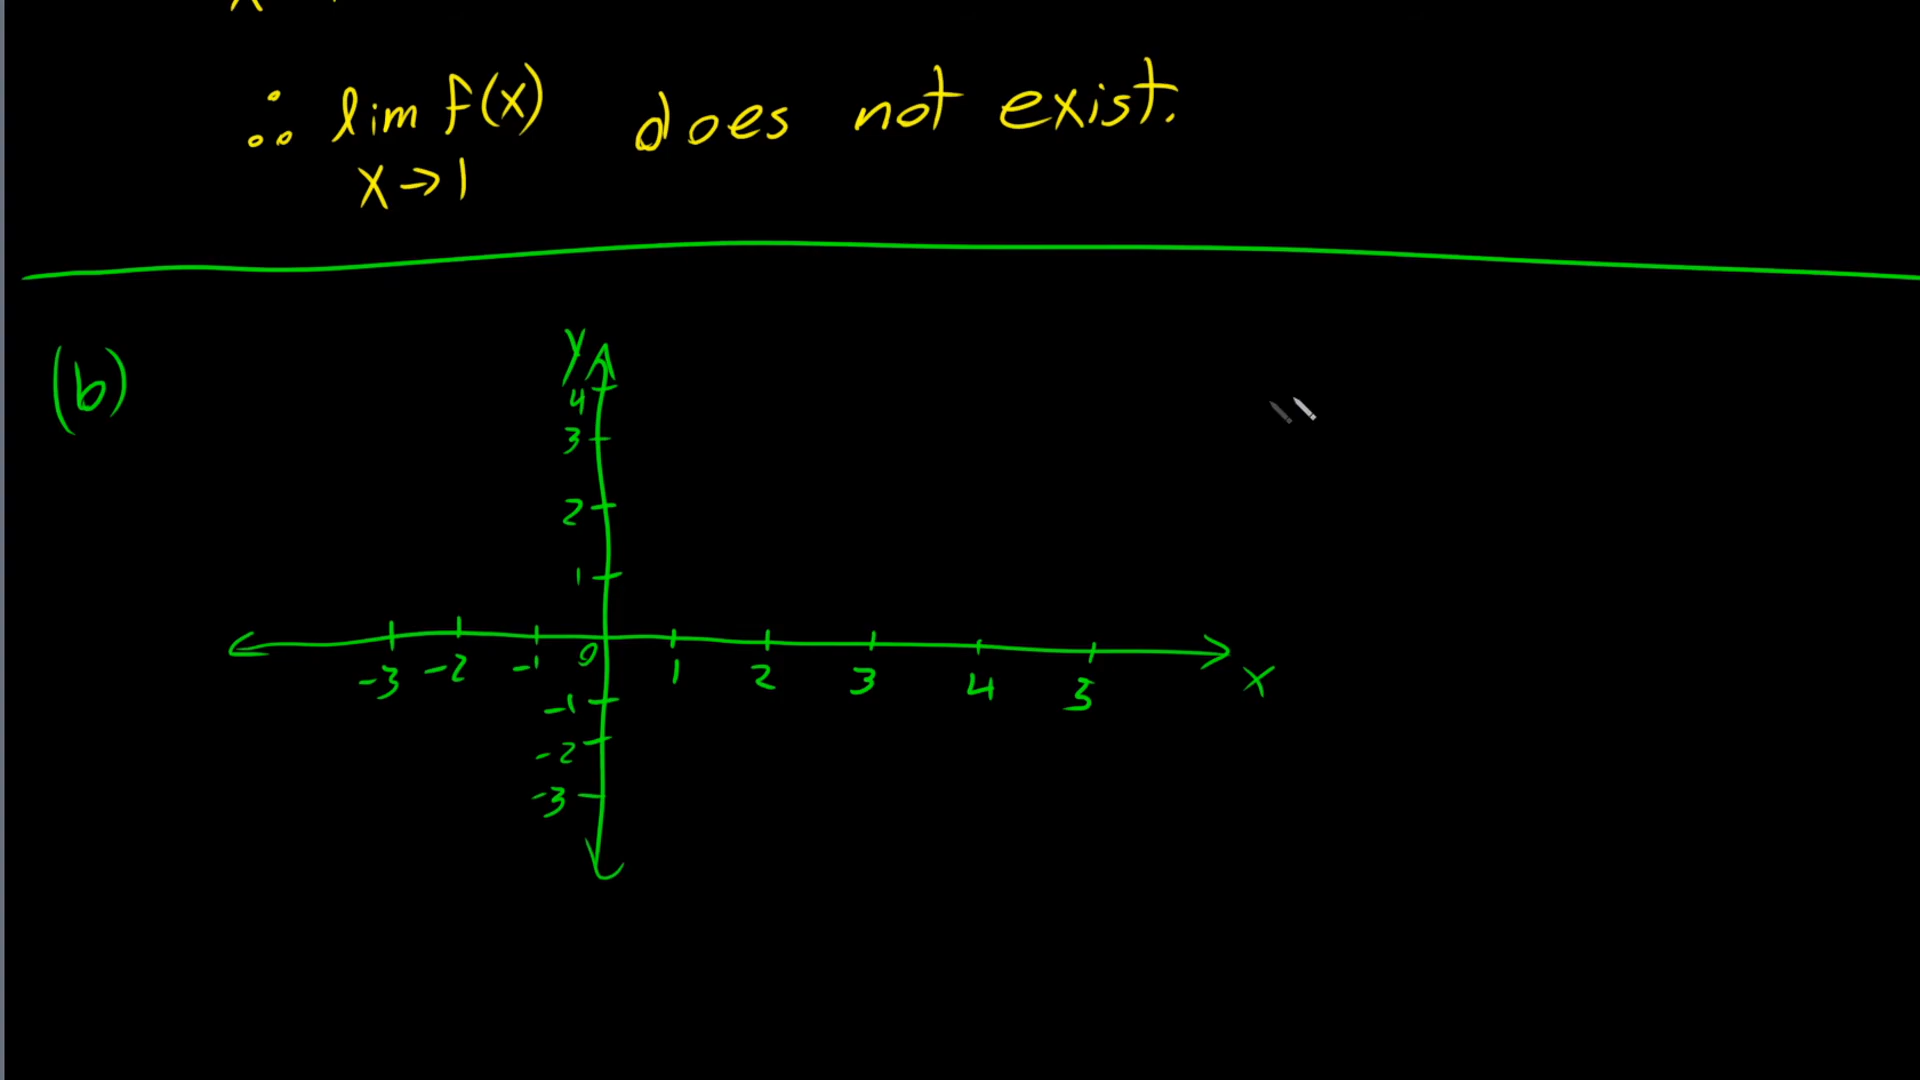 ∴ lim f(x) does not exist.
x→1
(b)
y
4
3
2
1
-3 -2 -1 0 1 2 3 4 5 x
-1
-2
-3